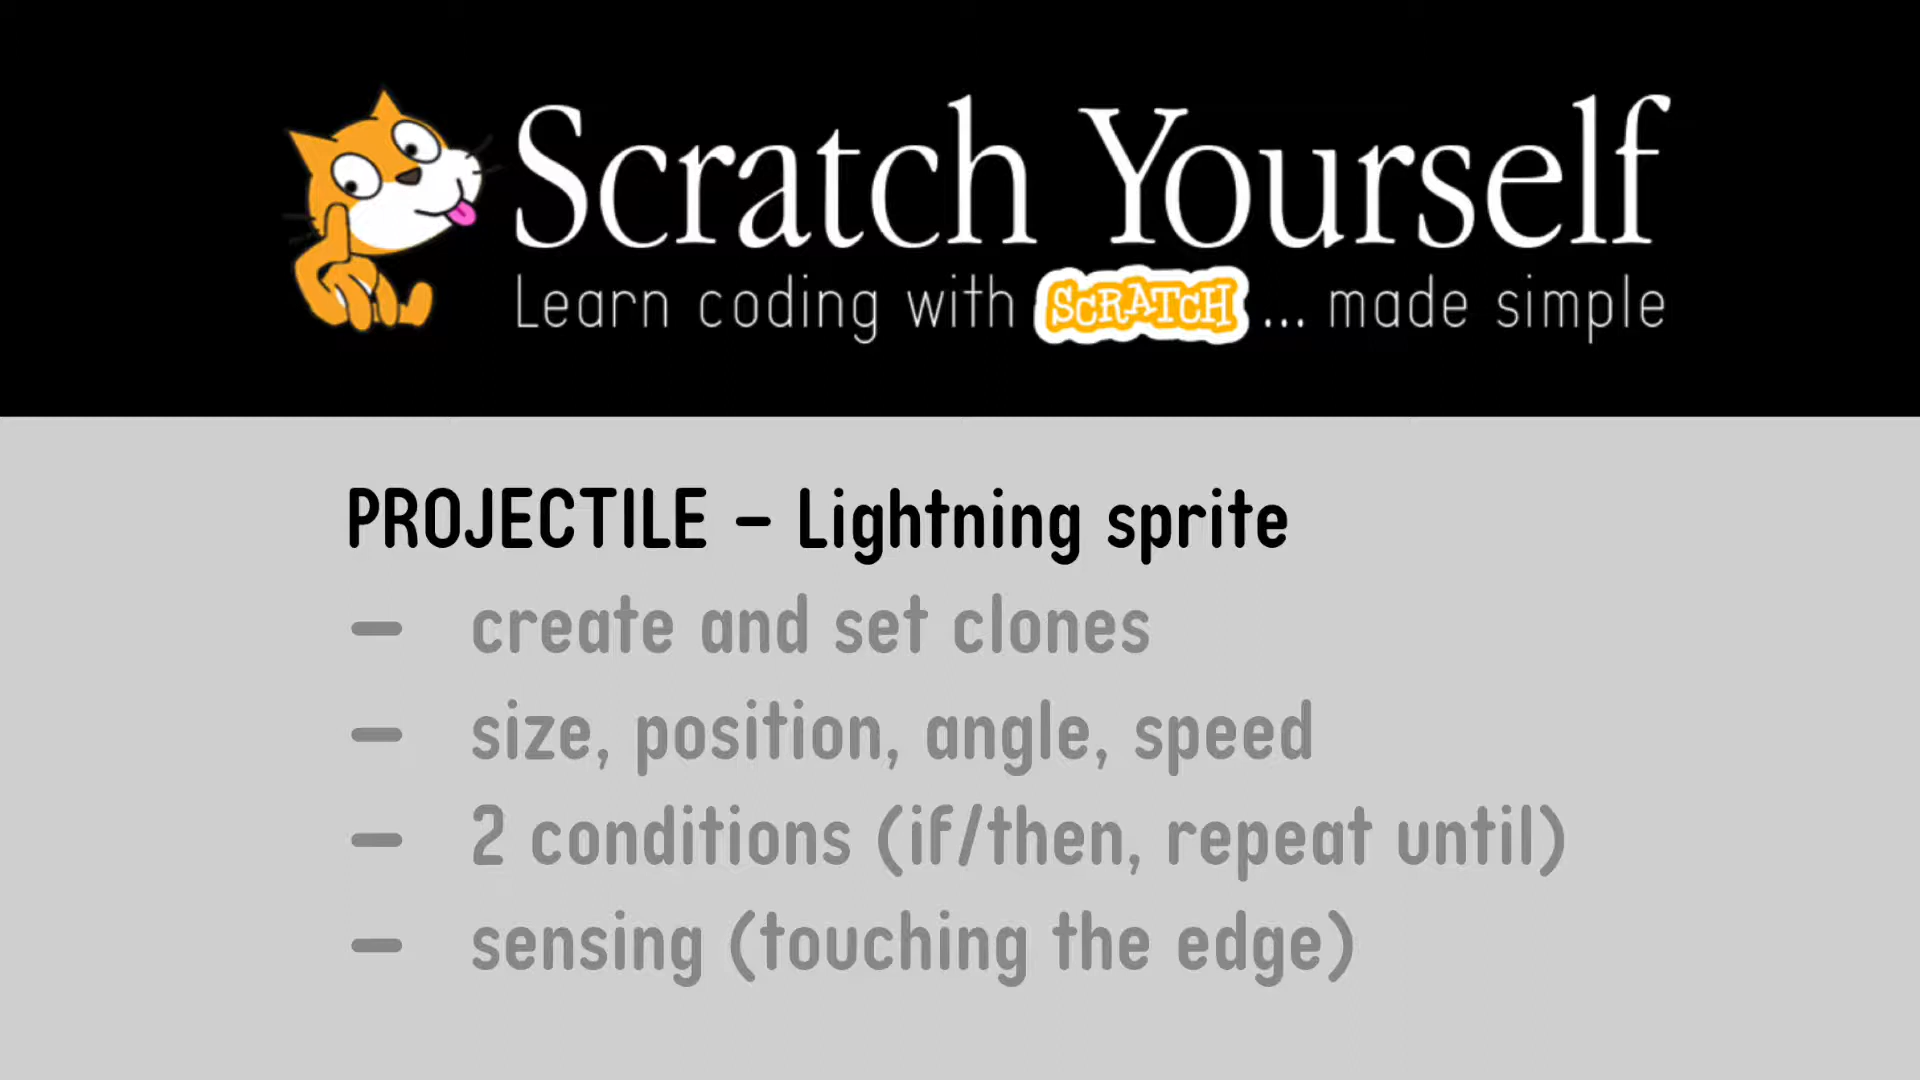 Scratch Yourself
Learn coding with SCRATCH ... made simple
PROJECTILE – Lightning sprite
– create and set clones
– size, position, angle, speed
– 2 conditions (if/then, repeat until)
– sensing (touching the edge)